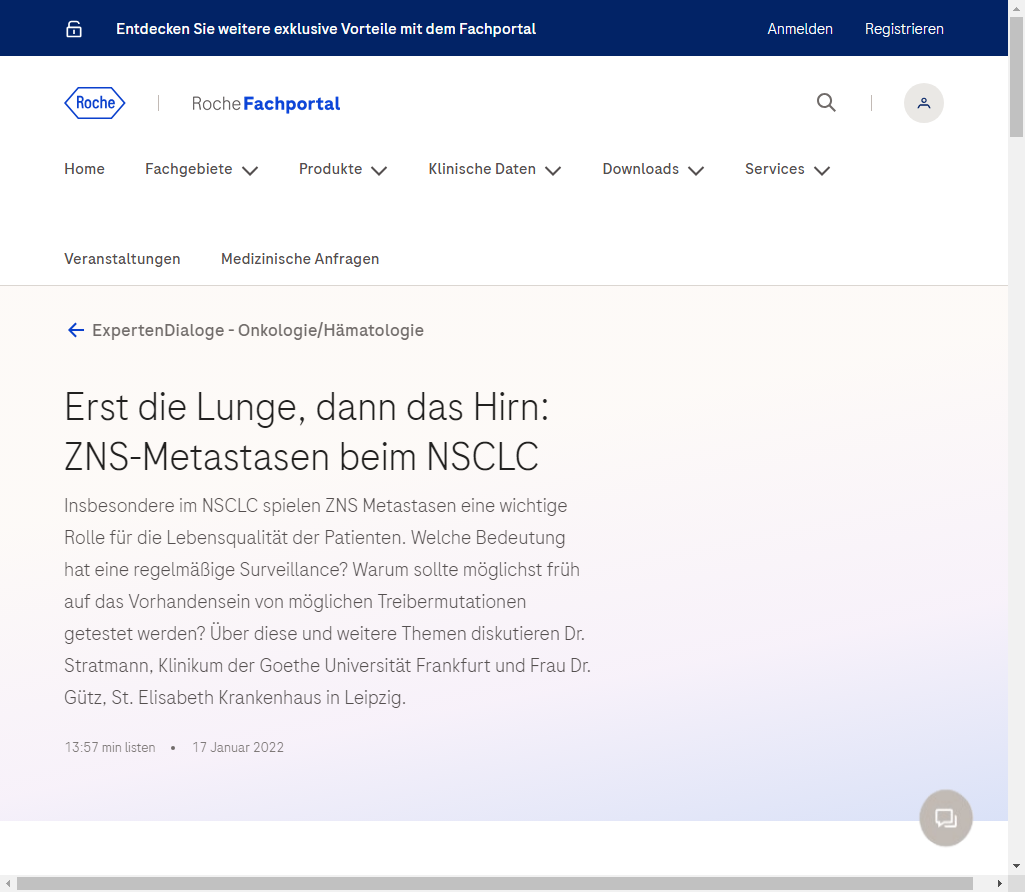 Entdecken Sie weitere exklusive Vorteile mit dem Fachportal
Anmelden
Registrieren
Roche
Roche Fachportal
Home
Fachgebiete
Produkte
Klinische Daten
Downloads
Services
Veranstaltungen
Medizinische Anfragen
ExpertenDialoge - Onkologie/Hämatologie
Erst die Lunge, dann das Hirn:
ZNS-Metastasen beim NSCLC
Insbesondere im NSCLC spielen ZNS Metastasen eine wichtige
Rolle für die Lebensqualität der Patienten. Welche Bedeutung
hat eine regelmäßige Surveillance? Warum sollte möglichst früh
auf das Vorhandensein von möglichen Treibermutationen
getestet werden? Über diese und weitere Themen diskutieren Dr.
Stratmann, Klinikum der Goethe Universität Frankfurt und Frau Dr.
Gütz, St. Elisabeth Krankenhaus in Leipzig.
13:57 min listen • 17 Januar 2022